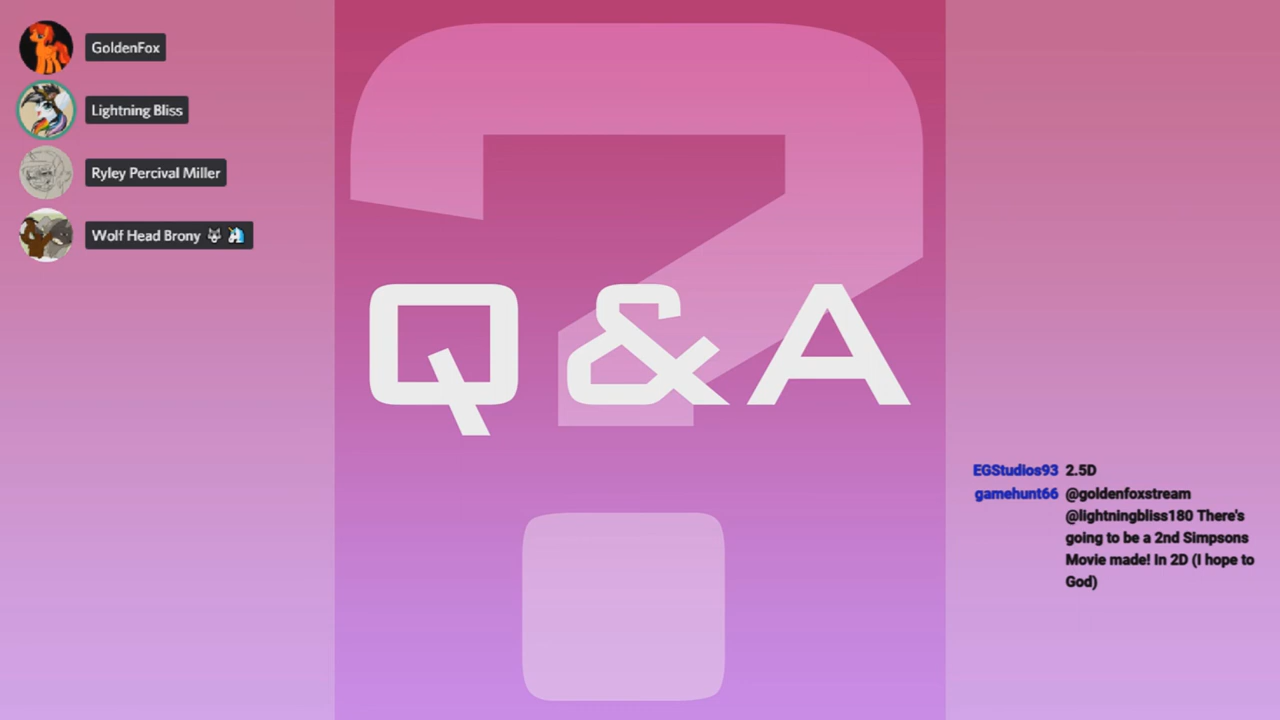 GoldenFox
Lightning Bliss
Ryley Percival Miller
Wolf Head Brony 🐺 🦄
?
Q & A
EGStudios93 2.5D
gamehunt66 @goldenfoxstream
@lightningbliss180 There's
going to be a 2nd Simpsons
Movie made! In 2D (I hope to
God)